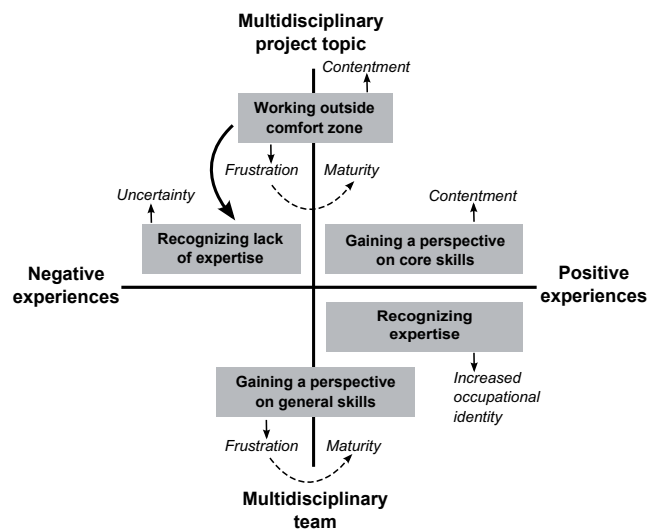 Multidisciplinary
project topic
Contentment
Working outside
comfort zone
Frustration
Maturity
Uncertainty
Contentment
Recognizing lack
of expertise
Gaining a perspective
on core skills
Negative
experiences
Positive
experiences
Recognizing
expertise
Gaining a perspective
on general skills
Increased
occupational
identity
Frustration
Maturity
Multidisciplinary
team